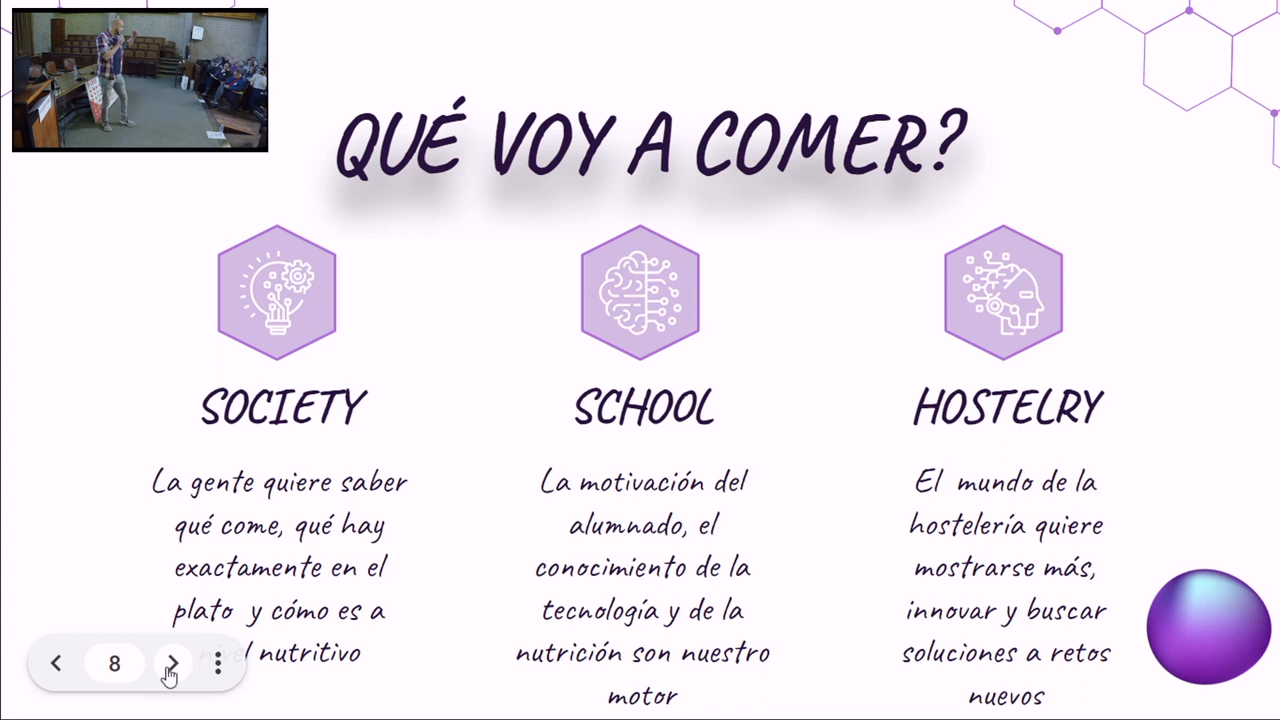 QUÉ VOY A COMER?
SOCIETY
La gente quiere saber
qué come, qué hay
exactamente en el
plato y cómo es a
nivel nutritivo
SCHOOL
La motivación del
alumnado, el
conocimiento de la
tecnología y de la
nutrición son nuestro
motor
HOSTELRY
El mundo de la
hostelería quiere
mostrarse más,
innovar y buscar
soluciones a retos
nuevos
8